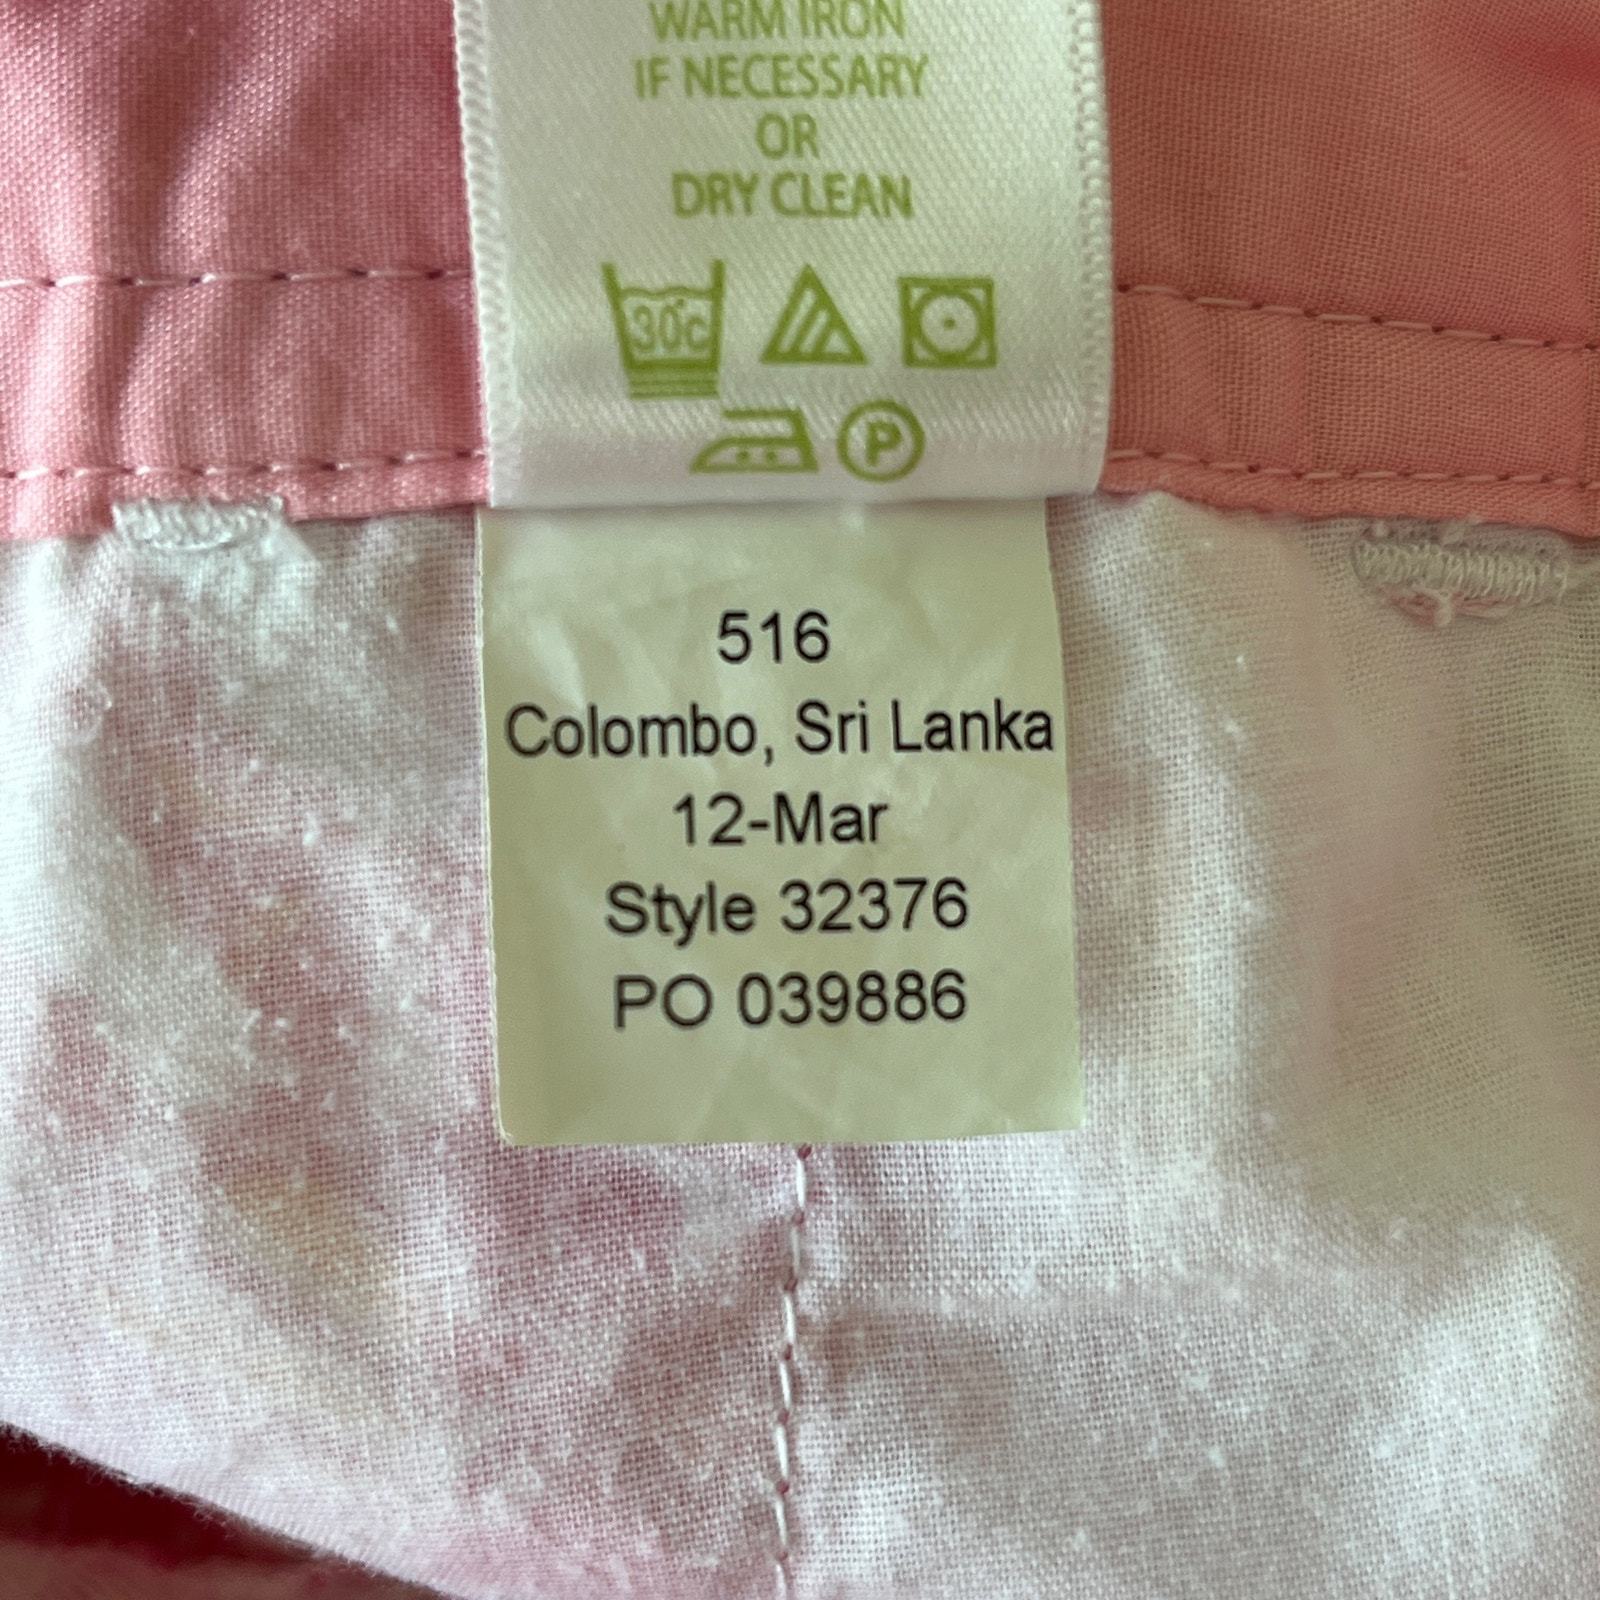 WARM IRON
IF NECESSARY
OR
DRY CLEAN
30°c
P
516
Colombo, Sri Lanka
12-Mar
Style 32376
PO 039886